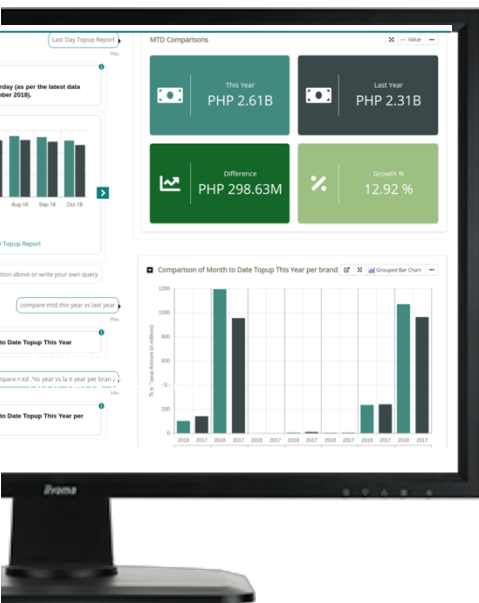 Last Day Topup Report
You
rday (as per the latest data
ber 2018).
Aug-18 Sep-18 Oct-18
Topup Report
tion above or write your own query
compare mtd this year vs last year
You
to Date Topup This Year
You
to Date Topup This Year per
MTD Comparisons
Value
This Year
PHP 2.61B
Last Year
PHP 2.31B
Difference
PHP 298.63M
Growth %
12.92 %
Comparison of Month to Date Topup This Year per brand
Grouped Bar Chart
1200
1000
800
600
200
0
Amount (in millions)
2018 2017 2018 2017 2018 2017 2018 2017 2018 2017 2018 2017 2018 2017
iiyama